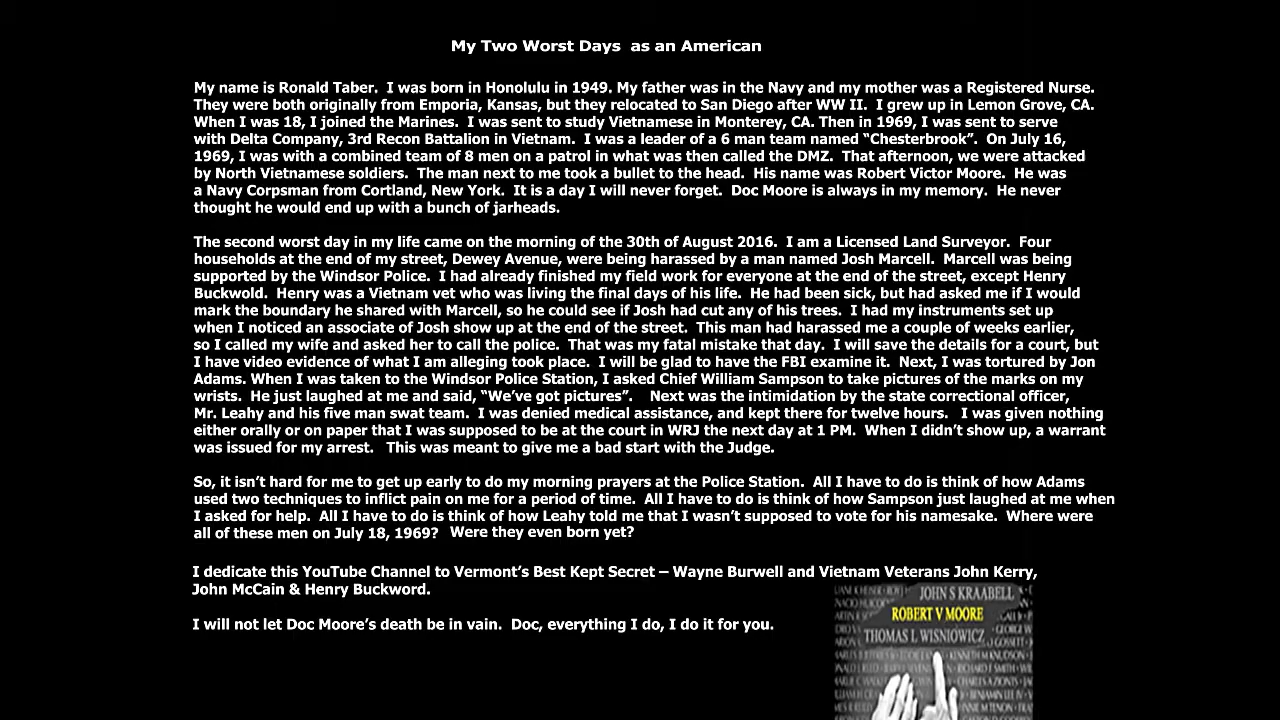 My Two Worst Days as an American
My name is Ronald Taber. I was born in Honolulu in 1949. My father was in the Navy and my mother was a Registered Nurse.
They were both originally from Emporia, Kansas, but they relocated to San Diego after WW II. I grew up in Lemon Grove, CA.
When I was 18, I joined the Marines. I was sent to study Vietnamese in Monterey, CA. Then in 1969, I was sent to serve
with Delta Company, 3rd Recon Battalion in Vietnam. I was a leader of a 6 man team named “Chesterbrook”. On July 16,
1969, I was with a combined team of 8 men on a patrol in what was then called the DMZ. That afternoon, we were attacked
by North Vietnamese soldiers. The man next to me took a bullet to the head. His name was Robert Victor Moore. He was
a Navy Corpsman from Cortland, New York. It is a day I will never forget. Doc Moore is always in my memory. He never
thought he would end up with a bunch of jarheads.
The second worst day in my life came on the morning of the 30th of August 2016. I am a Licensed Land Surveyor. Four
households at the end of my street, Dewey Avenue, were being harassed by a man named Josh Marcell. Marcell was being
supported by the Windsor Police. I had already finished my field work for everyone at the end of the street, except Henry
Buckwold. Henry was a Vietnam vet who was living the final days of his life. He had been sick, but had asked me if I would
mark the boundary he shared with Marcell, so he could see if Josh had cut any of his trees. I had my instruments set up
when I noticed an associate of Josh show up at the end of the street. This man had harassed me a couple of weeks earlier,
so I called my wife and asked her to call the police. That was my fatal mistake that day. I will save the details for a court, but
I have video evidence of what I am alleging took place. I will be glad to have the FBI examine it. Next, I was tortured by Jon
Adams. When I was taken to the Windsor Police Station, I asked Chief William Sampson to take pictures of the marks on my
wrists. He just laughed at me and said, “We’ve got pictures”. Next was the intimidation by the state correctional officer,
Mr. Leahy and his five man swat team. I was denied medical assistance, and kept there for twelve hours. I was given nothing
either orally or on paper that I was supposed to be at the court in WRJ the next day at 1 PM. When I didn’t show up, a warrant
was issued for my arrest. This was meant to give me a bad start with the Judge.
So, it isn’t hard for me to get up early to do my morning prayers at the Police Station. All I have to do is think of how Adams
used two techniques to inflict pain on me for a period of time. All I have to do is think of how Sampson just laughed at me when
I asked for help. All I have to do is think of how Leahy told me that I wasn’t supposed to vote for his namesake. Where were
all of these men on July 18, 1969? Were they even born yet?
I dedicate this YouTube Channel to Vermont’s Best Kept Secret – Wayne Burwell and Vietnam Veterans John Kerry,
John McCain & Henry Buckword.
I will not let Doc Moore’s death be in vain. Doc, everything I do, I do it for you.
JOHN S KRAABELL
ROBERT V MOORE
THOMAS L WISNIOWICZ